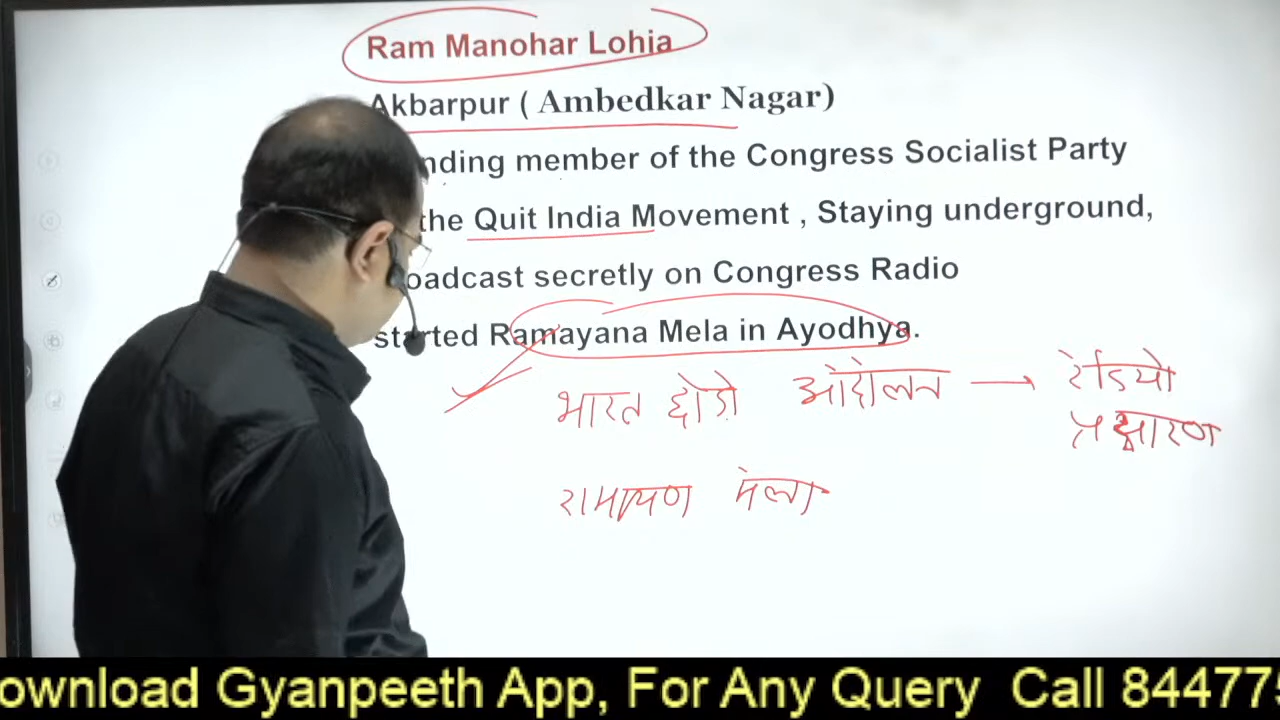 Ram Manohar Lohia
Akbarpur ( Ambedkar Nagar)
nding member of the Congress Socialist Party
the Quit India Movement , Staying underground,
oadcast secretly on Congress Radio
started Ramayana Mela in Ayodhya.
भारत छोड़ो आंदोलन → रेडियो
प्रसारण
रामायण मेला
ownload Gyanpeeth App, For Any Query Call 84477